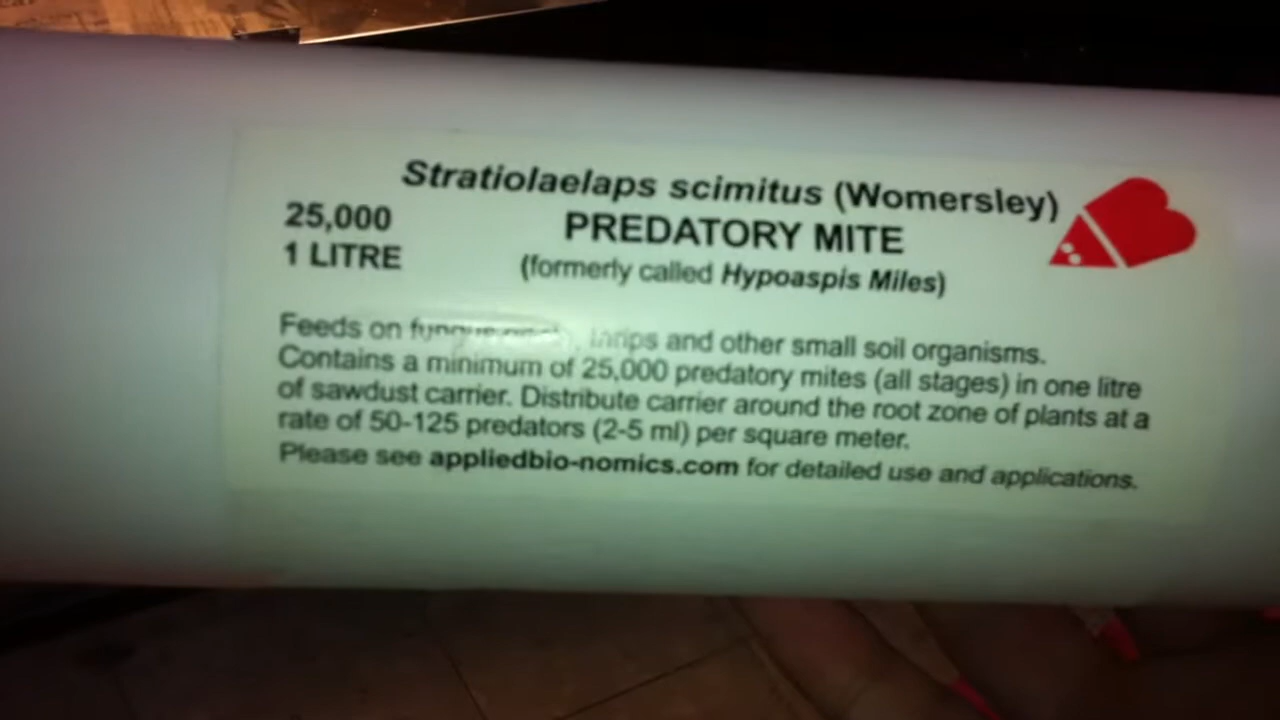 Stratiolaelaps scimitus (Womersley)
25,000 PREDATORY MITE
1 LITRE (formerly called Hypoaspis Miles)
Feeds on fungus thrips and other small soil organisms.
Contains a minimum of 25,000 predatory mites (all stages) in one litre
of sawdust carrier. Distribute carrier around the root zone of plants at a
rate of 50-125 predators (2-5 ml) per square meter.
Please see appliedbio-nomics.com for detailed use and applications.